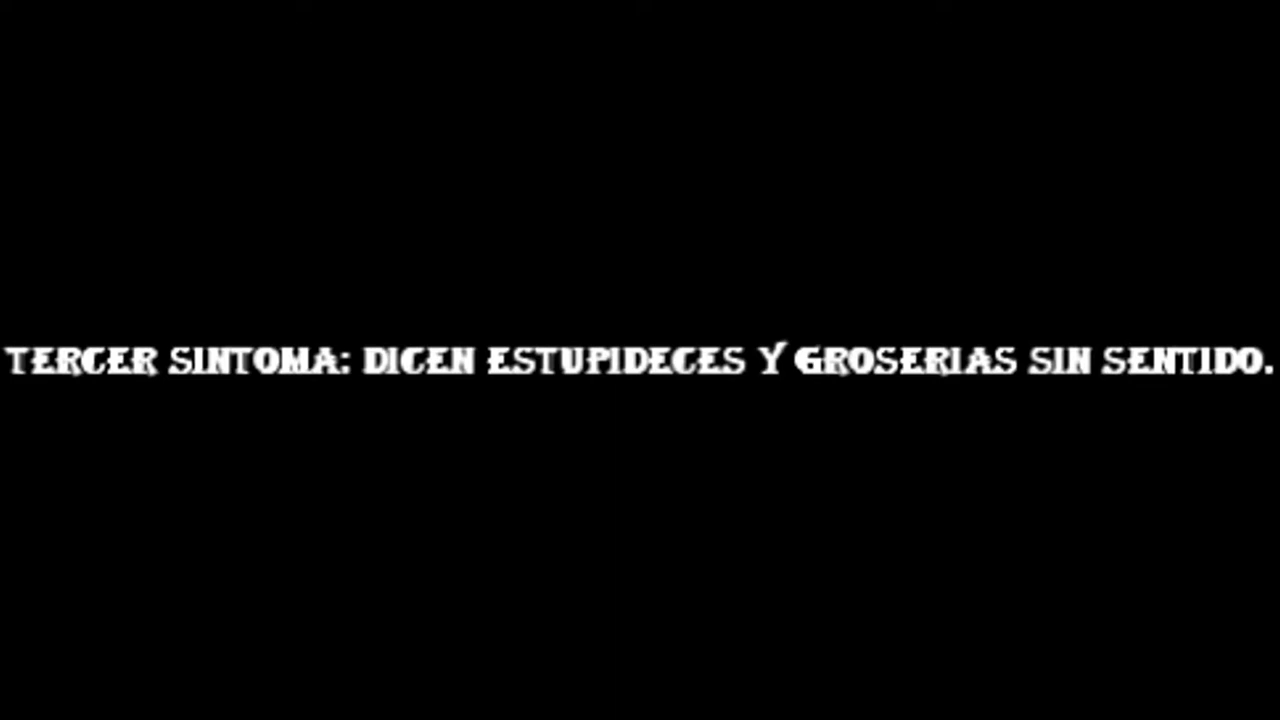 TERCER SINTOMA: DICEN ESTUPIDECES Y GROSERIAS SIN SENTIDO.